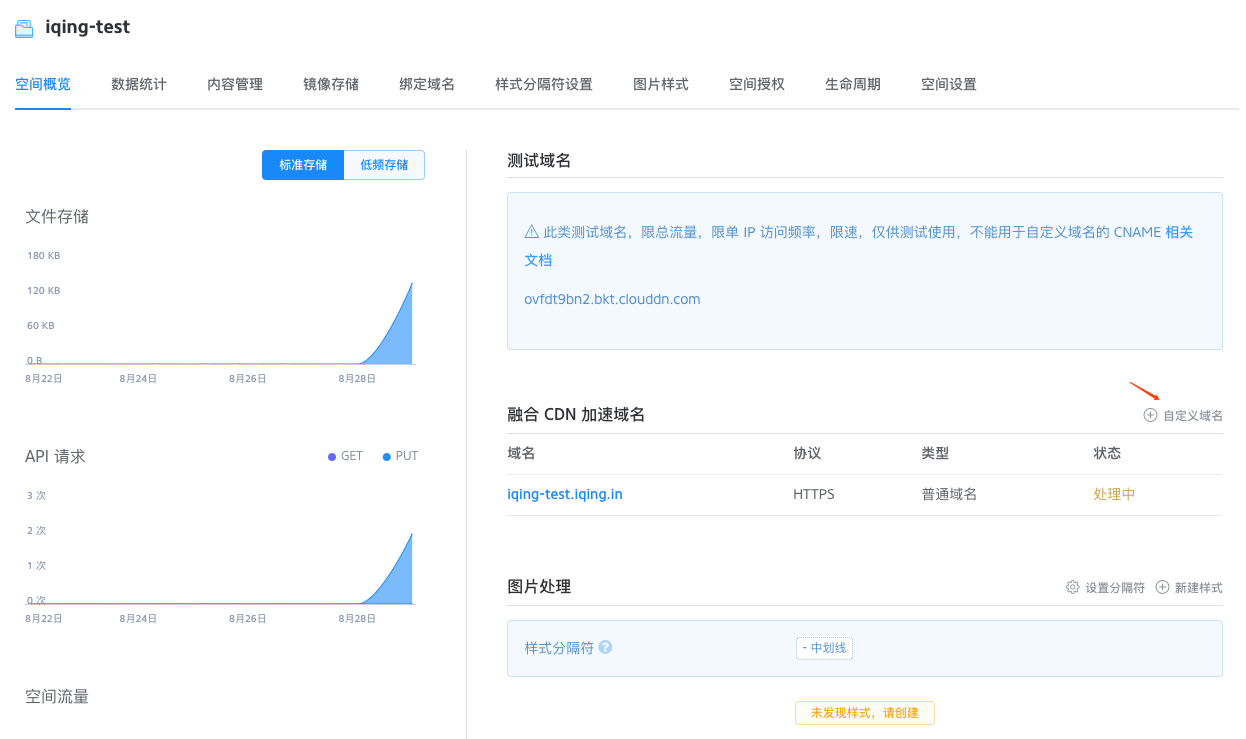 iqing-test
空间概览 数据统计 内容管理 镜像存储 绑定域名 样式分隔符设置 图片样式 空间授权 生命周期 空间设置
标准存储 低频存储
文件存储
180 KB
120 KB
60 KB
0 B
8月22日 8月24日 8月26日 8月28日
API 请求 GET PUT
3 次
2 次
1 次
0 次
8月22日 8月24日 8月26日 8月28日
空间流量
测试域名
此类测试域名，限总流量，限单 IP 访问频率，限速，仅供测试使用，不能用于自定义域名的 CNAME 相关
文档
ovfdt9bn2.bkt.clouddn.com
融合 CDN 加速域名 自定义域名
域名 协议 类型 状态
iqing-test.iqing.in HTTPS 普通域名 处理中
图片处理 设置分隔符 新建样式
样式分隔符 ? - 中划线
未发现样式，请创建